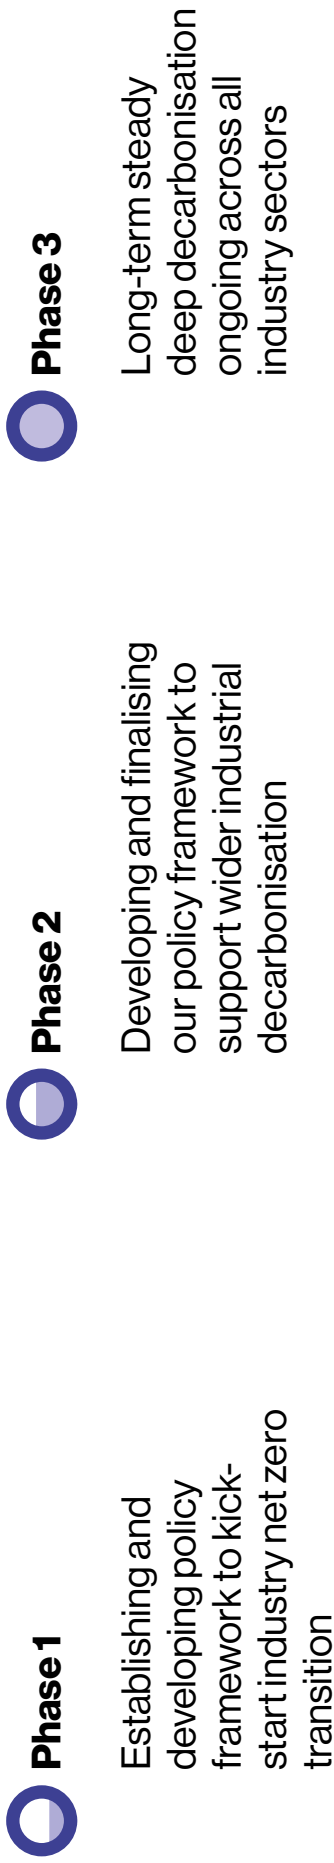 Phase 1
Establishing and
developing policy
framework to kick-
start industry net zero
transition
Phase 2
Developing and finalising
our policy framework to
support wider industrial
decarbonisation
Phase 3
Long-term steady
deep decarbonisation
ongoing across all
industry sectors